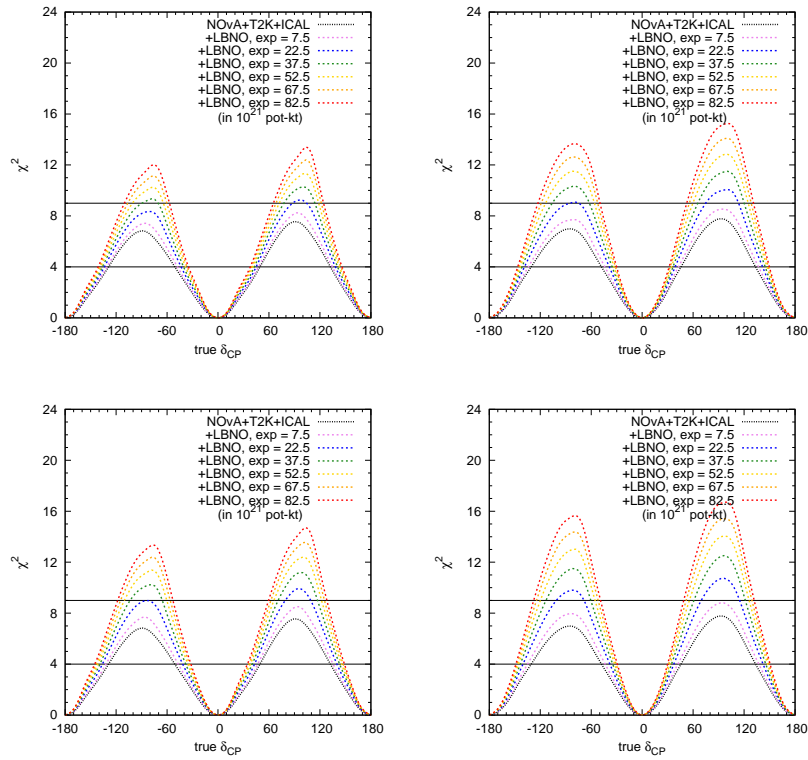 24
20
16
12
8
4
0
χ²
NOvA+T2K+ICAL
+LBNO, exp = 7.5
+LBNO, exp = 22.5
+LBNO, exp = 37.5
+LBNO, exp = 52.5
+LBNO, exp = 67.5
+LBNO, exp = 82.5
(in 10²¹ pot-kt)
-180 -120 -60 0 60 120 180
true δCP
24
20
16
12
8
4
0
χ²
NOvA+T2K+ICAL
+LBNO, exp = 7.5
+LBNO, exp = 22.5
+LBNO, exp = 37.5
+LBNO, exp = 52.5
+LBNO, exp = 67.5
+LBNO, exp = 82.5
(in 10²¹ pot-kt)
-180 -120 -60 0 60 120 180
true δCP
24
20
16
12
8
4
0
χ²
NOvA+T2K+ICAL
+LBNO, exp = 7.5
+LBNO, exp = 22.5
+LBNO, exp = 37.5
+LBNO, exp = 52.5
+LBNO, exp = 67.5
+LBNO, exp = 82.5
(in 10²¹ pot-kt)
-180 -120 -60 0 60 120 180
true δCP
24
20
16
12
8
4
0
χ²
NOvA+T2K+ICAL
+LBNO, exp = 7.5
+LBNO, exp = 22.5
+LBNO, exp = 37.5
+LBNO, exp = 52.5
+LBNO, exp = 67.5
+LBNO, exp = 82.5
(in 10²¹ pot-kt)
-180 -120 -60 0 60 120 180
true δCP